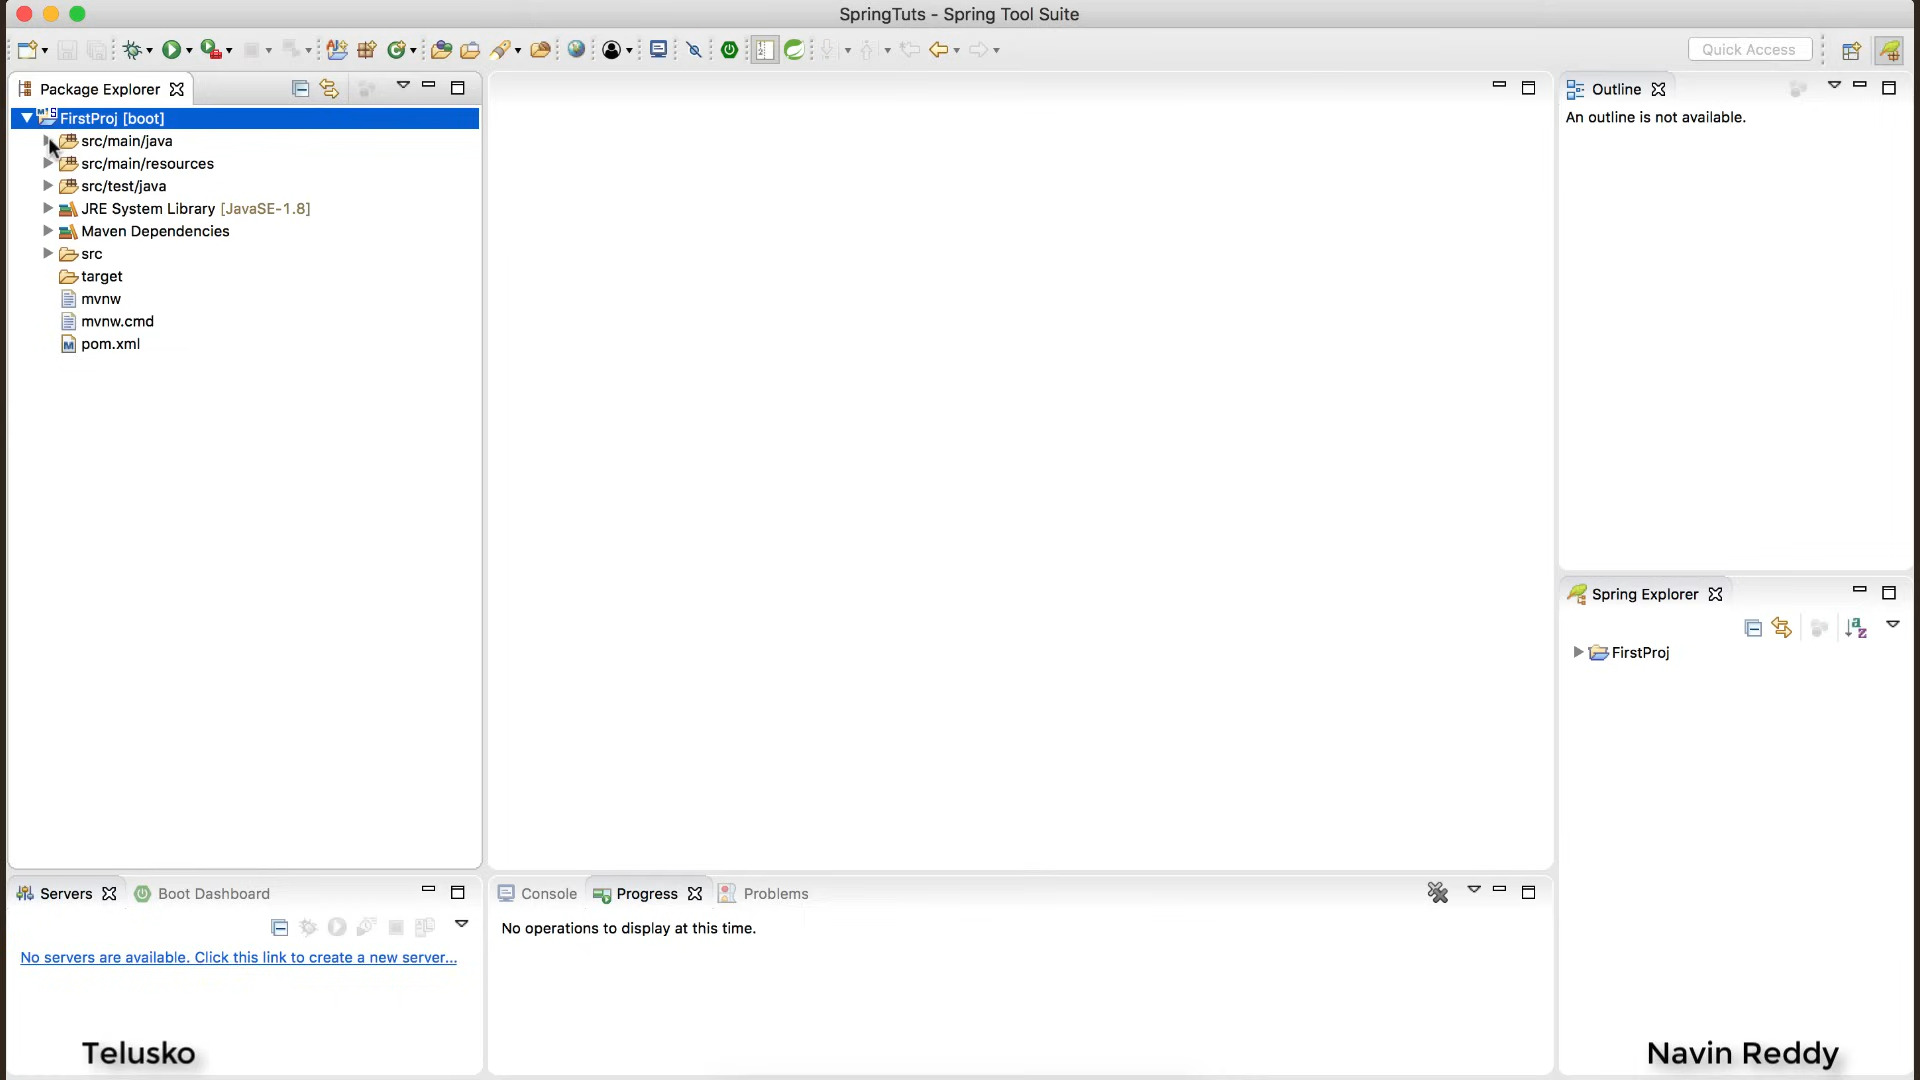 SpringTuts - Spring Tool Suite
Quick Access
Package Explorer
FirstProj [boot]
src/main/java
src/main/resources
src/test/java
JRE System Library [JavaSE-1.8]
Maven Dependencies
src
target
mvnw
mvnw.cmd
pom.xml
Outline
An outline is not available.
Spring Explorer
FirstProj
Servers
Boot Dashboard
No servers are available. Click this link to create a new server...
Console
Progress
Problems
No operations to display at this time.
Telusko
Navin Reddy